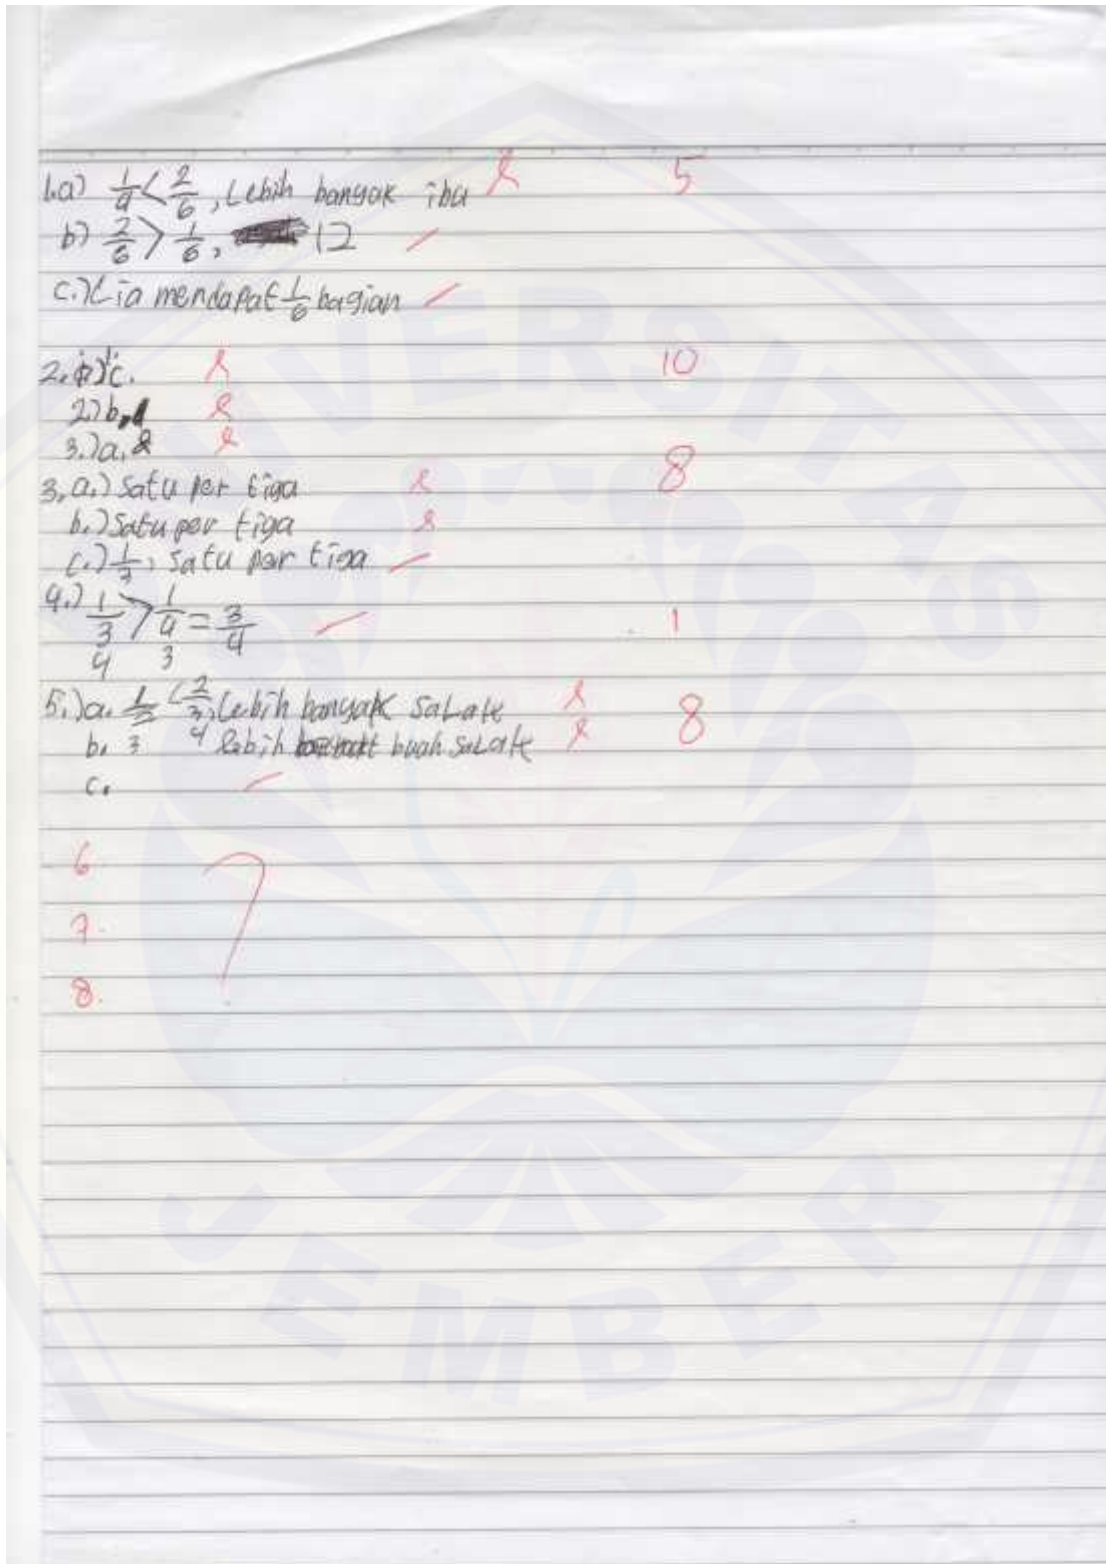 1.a) 1/4 < 2/6, Lebih banyak ibu 5
b) 2/6 > 1/6, 12
c.) Lia mendapat 1/6 bagian
2. 1) c. 10
2) b,
3.) a,
3, a.) Satu per tiga 8
b.) Satu per tiga
c.) 1/3, satu per tiga
4.) 1/3 > 1/4 = 3/4 1
4 3
5.) a. < 2/3, Lebih banyak Salak 8
b. 3 4 lebih buah salak
c.
6.
7.
8.
UNIVERSITAS
JEMBER